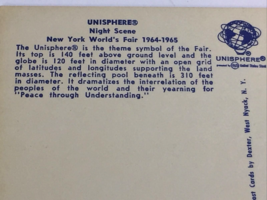 UNISPHERE®
Night Scene
New York World's Fair 1964-1965
The Unisphere® is the theme symbol of the Fair.
Its top is 140 feet above ground level and the
globe is 120 feet in diameter with an open grid
of latitudes and longitudes supporting the land
masses. The reflecting pool beneath is 310 feet
in diameter. It dramatizes the interrelation of
the peoples of the world and their yearning for
"Peace through Understanding."
UNISPHERE®
United States Steel
st Cards by Dexter, West Nyack, N. Y.